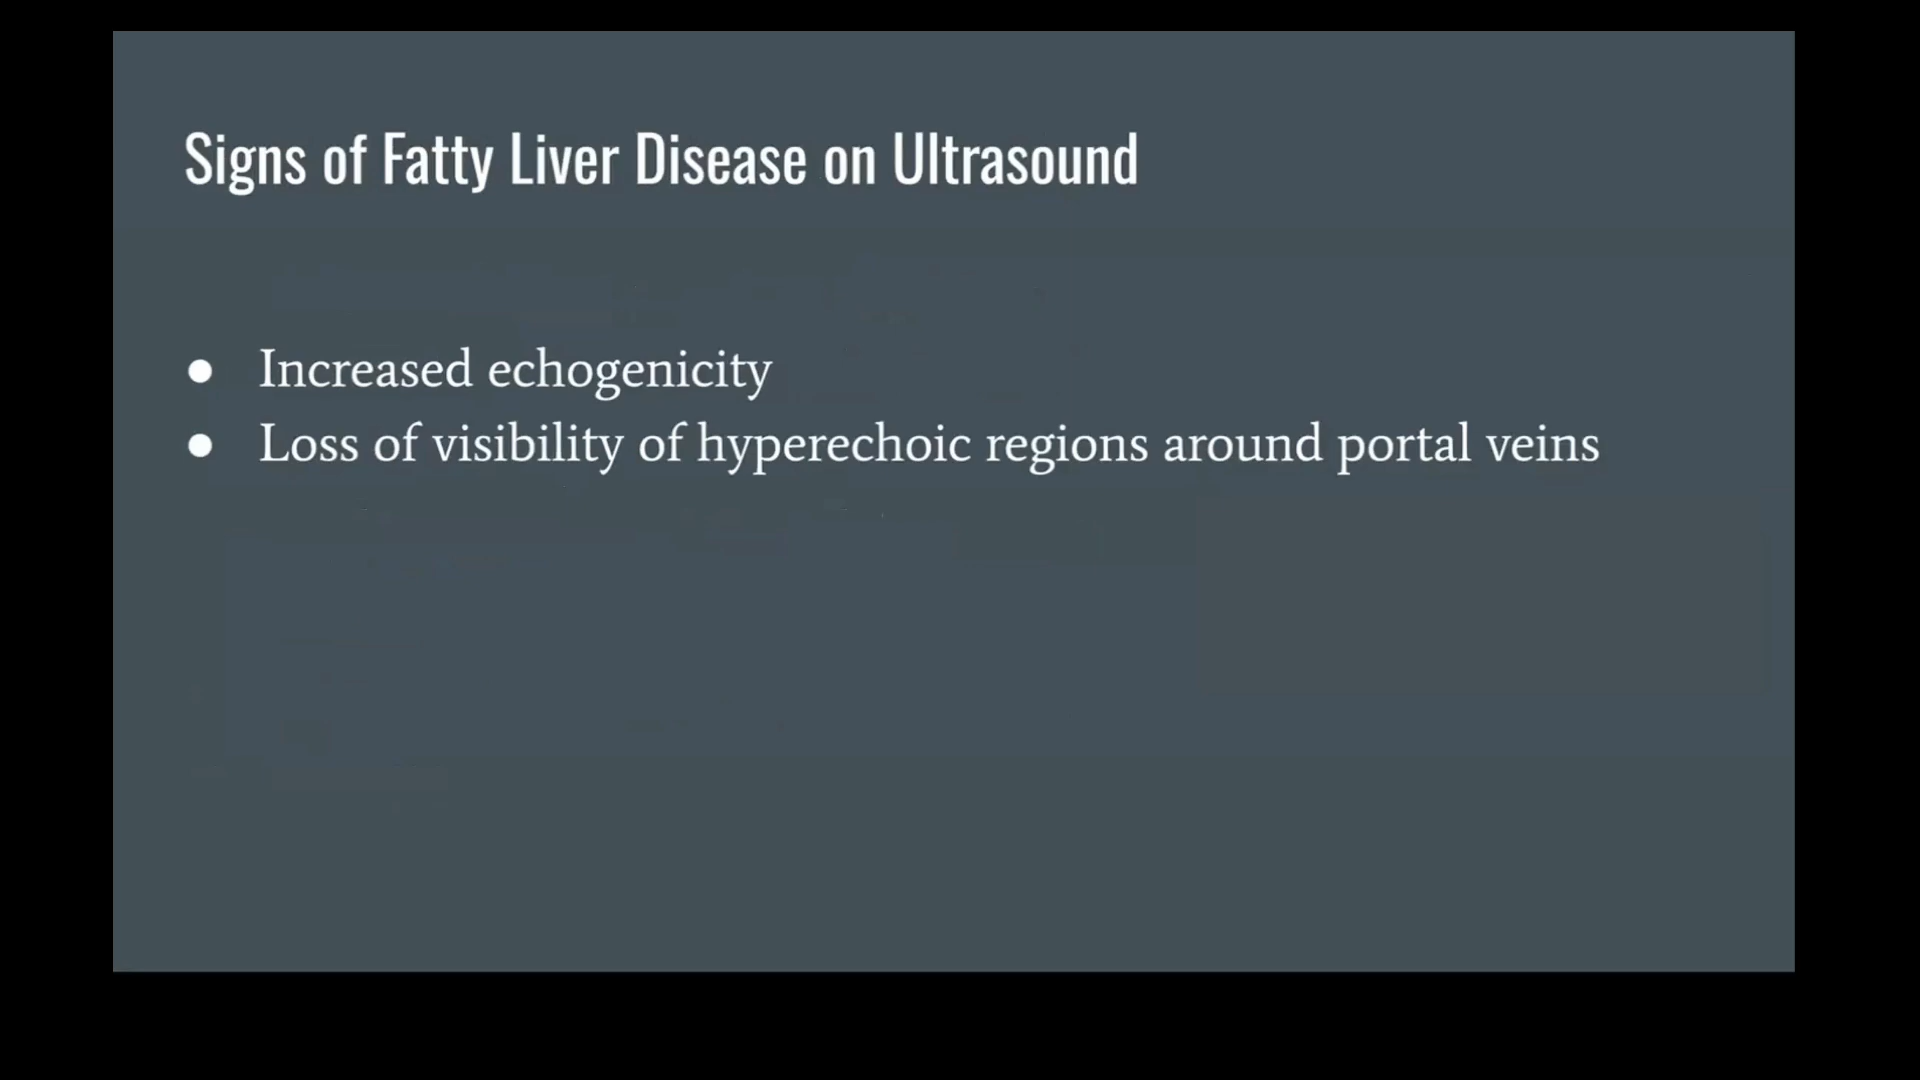 Signs of Fatty Liver Disease on Ultrasound
● Increased echogenicity
● Loss of visibility of hyperechoic regions around portal veins